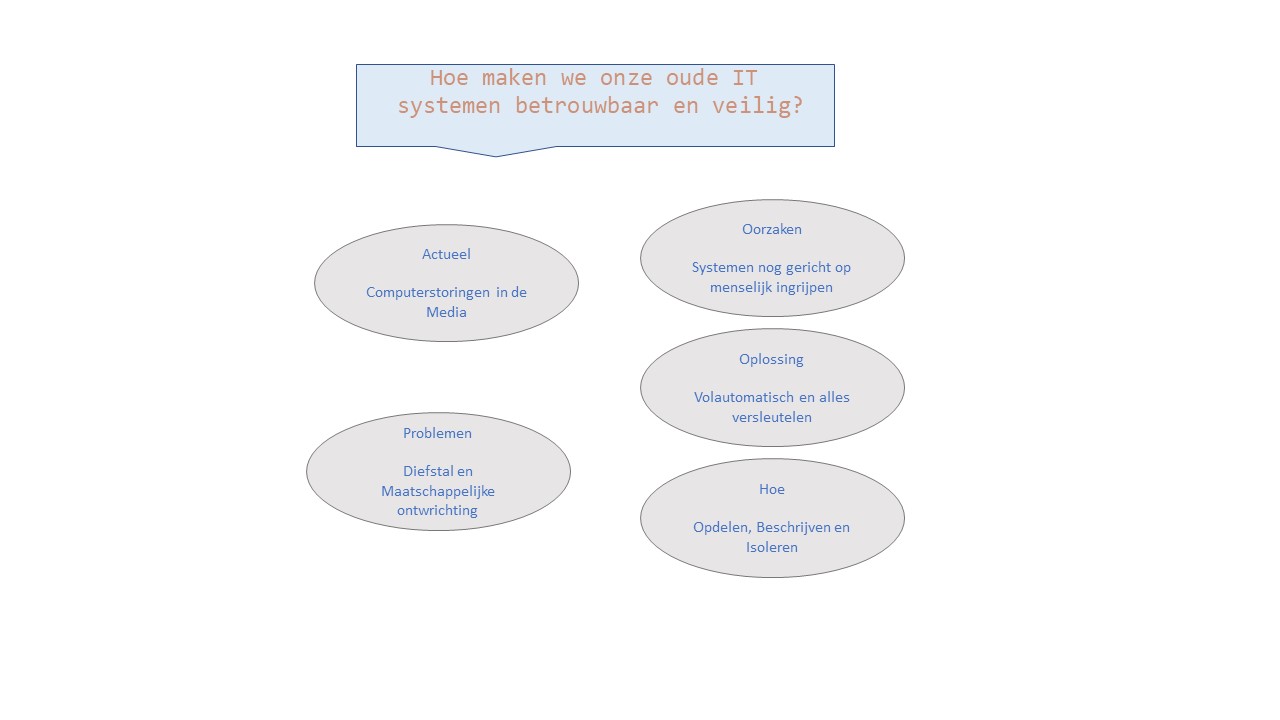 Hoe maken we onze oude IT
systemen betrouwbaar en veilig?
Actueel
Computerstoringen in de
Media
Problemen
Diefstal en
Maatschappelijke
ontwrichting
Oorzaken
Systemen nog gericht op
menselijk ingrijpen
Oplossing
Volautomatisch en alles
versleutelen
Hoe
Opdelen, Beschrijven en
Isoleren